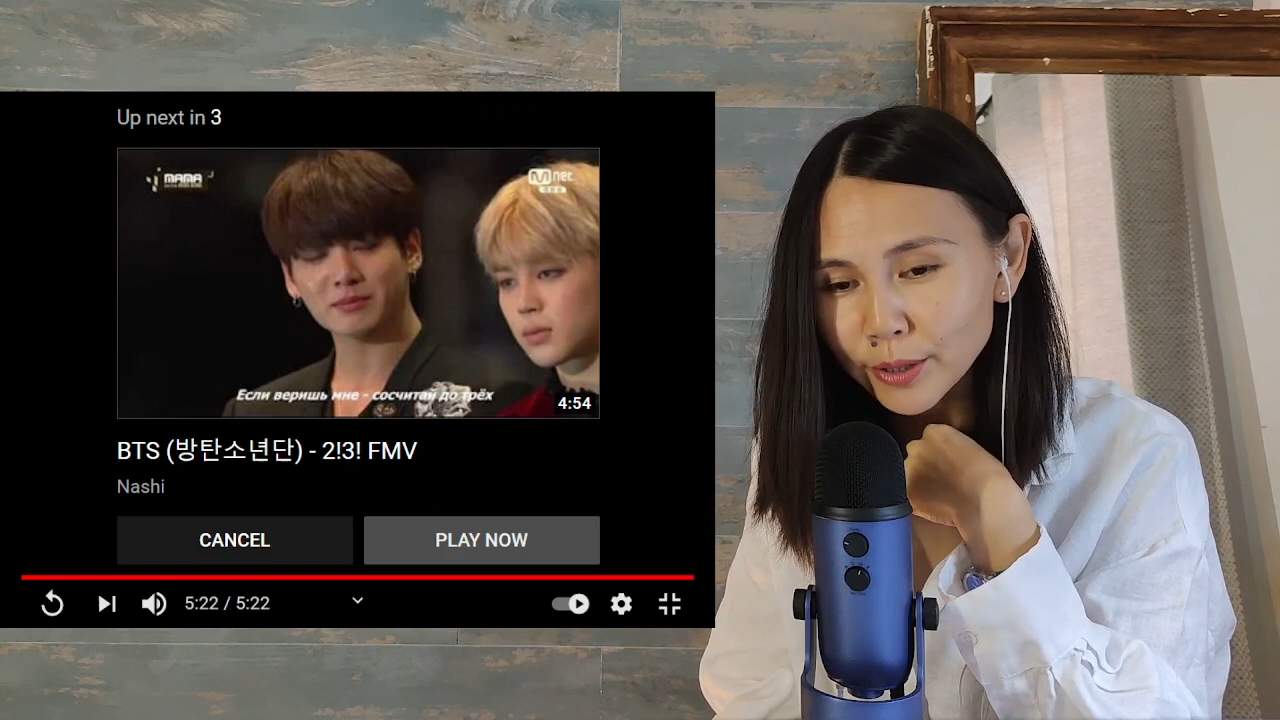 Up next in 3
MAMA
Mnet
Если веришь мне - сосчитай до трёх
4:54
BTS (방탄소년단) - 2!3! FMV
Nashi
CANCEL
PLAY NOW
5:22 / 5:22